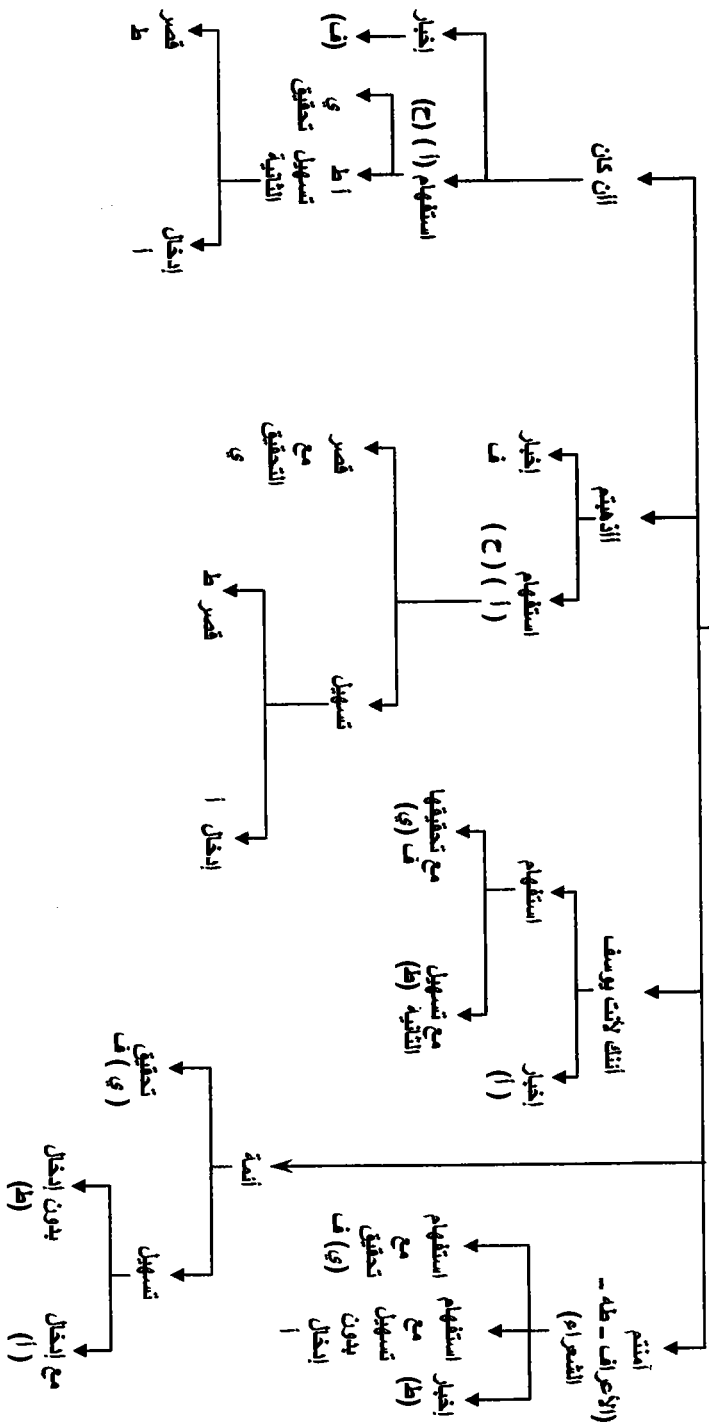 آمنتم
(الأعراف - طه -
الشعراء)
إخبار
(ط)
استفهام
مع
تسهيل
بدون
إدخال
أ
استفهام
مع
تحقيق
(ي) ف
أئمة
تسهيل
مع إدخال
(أ)
بدون إدخال
(ط)
تحقيق
(ي) ف
أئنك لأنت يوسف
إخبار
(أ)
استفهام
مع تسهيل
الثانية (ط)
مع تحقيقها
ف (ي)
أأذهبتم
استفهام
(أ) (ح)
تسهيل
إدخال
أ
قصر
ط
قصر
مع
التحقيق
ي
إخبار
ف
أأن كان
استفهام (أ) (ح)
أ ط
تسهيل
الثانية
إدخال
أ
قصر
ط
ي
تحقيق
إخبار
(ف)